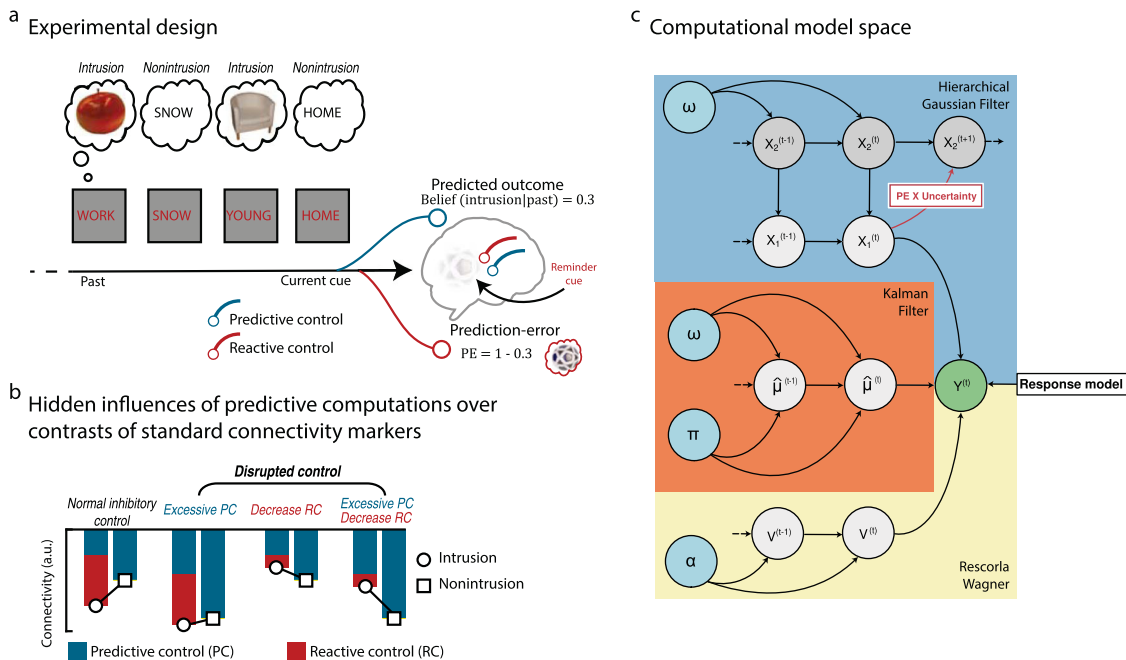 a
Experimental design
Intrusion Nonintrusion Intrusion Nonintrusion
SNOW HOME
WORK SNOW YOUNG HOME
Predicted outcome
Belief (intrusion|past) = 0.3
Past
Current cue
Reminder
cue
Predictive control
Reactive control
Prediction-error
PE = 1 - 0.3
b
Hidden influences of predictive computations over
contrasts of standard connectivity markers
Disrupted control
Normal inhibitory
control
Excessive PC
Decrease RC
Excessive PC
Decrease RC
Connectivity (a.u.)
Intrusion
Nonintrusion
Predictive control (PC)
Reactive control (RC)
c
Computational model space
Hierarchical
Gaussian Filter
ω
X₂⁽ᵗ⁻¹⁾ X₂⁽ᵗ⁾ X₂⁽ᵗ⁺¹⁾
PE X Uncertainty
X₁⁽ᵗ⁻¹⁾ X₁⁽ᵗ⁾
Kalman
Filter
ω
μ̂⁽ᵗ⁻¹⁾ μ̂⁽ᵗ⁾
π
Y⁽ᵗ⁾
Response model
V⁽ᵗ⁻¹⁾ V⁽ᵗ⁾
α
Rescorla
Wagner